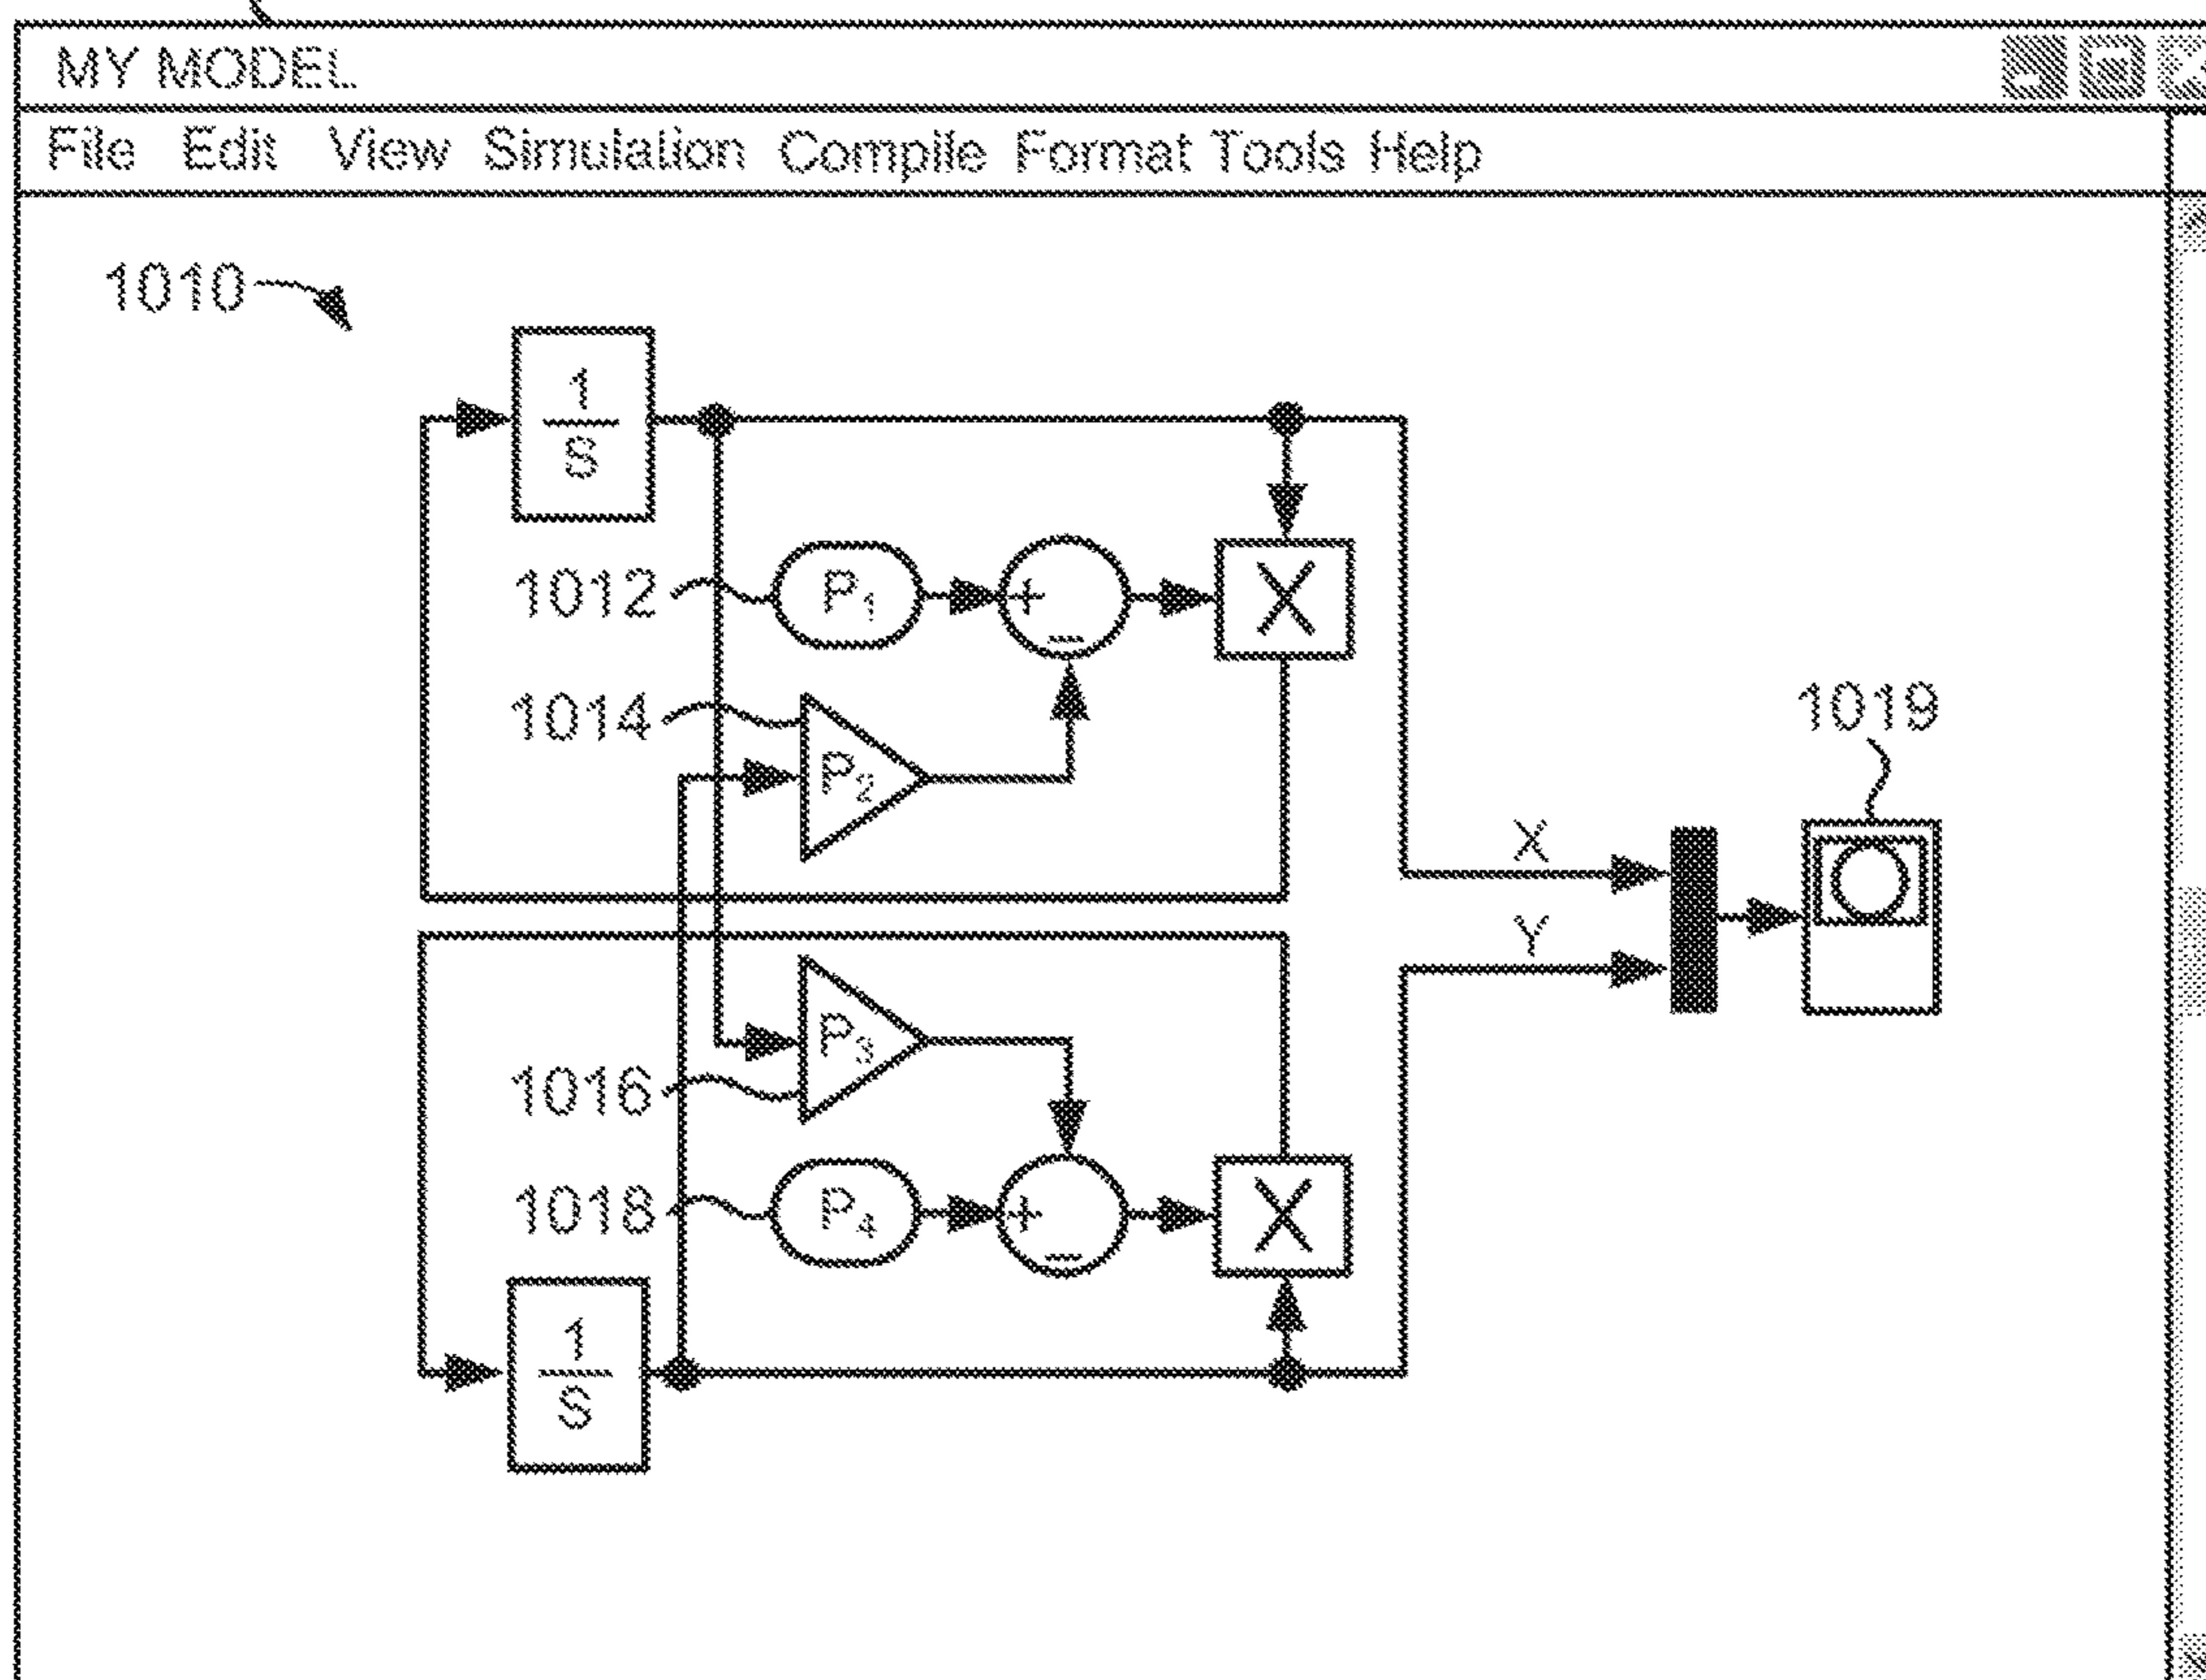 MY MODEL
File Edit View Simulation Compile Format Tools Help
1010
1
S
1012
P1
+
−
X
1014
P2
1019
X
Y
P3
1016
1018
P4
+
−
X
1
S